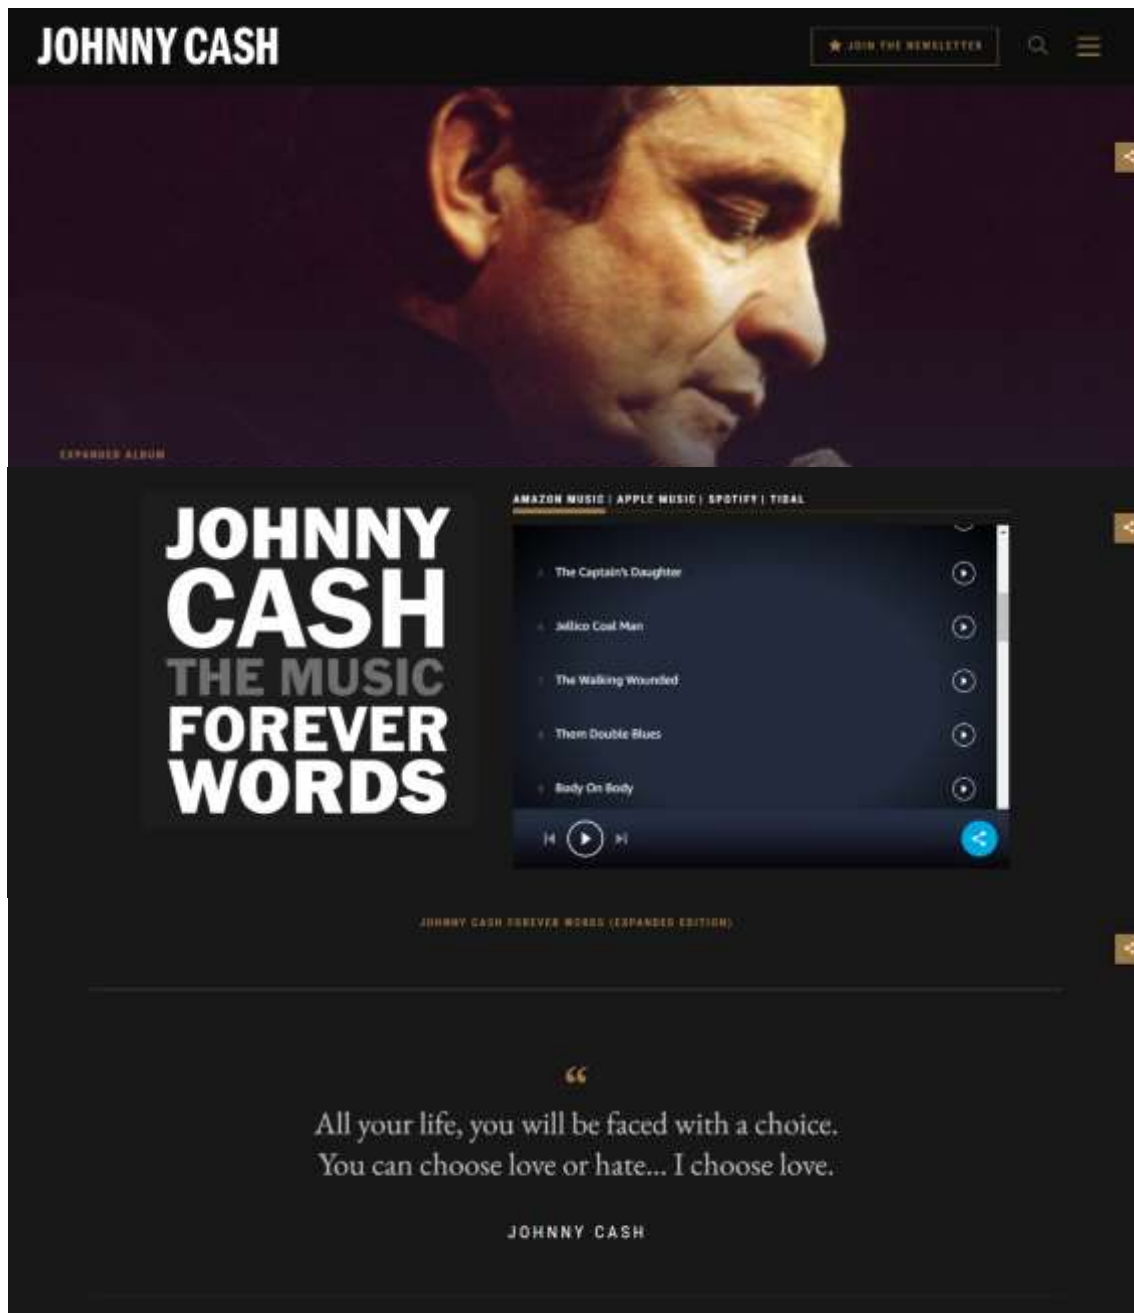 JOHNNY CASH
★ JOIN THE NEWSLETTER
EXPANDED ALBUM
JOHNNY
CASH
THE MUSIC
FOREVER
WORDS
AMAZON MUSIC | APPLE MUSIC | SPOTIFY | TIDAL
The Captain's Daughter
Jellico Coal Man
The Walking Wounded
Them Double Blues
Body On Body
JOHNNY CASH FOREVER WORDS (EXPANDED EDITION)
“
All your life, you will be faced with a choice.
You can choose love or hate... I choose love.
JOHNNY CASH